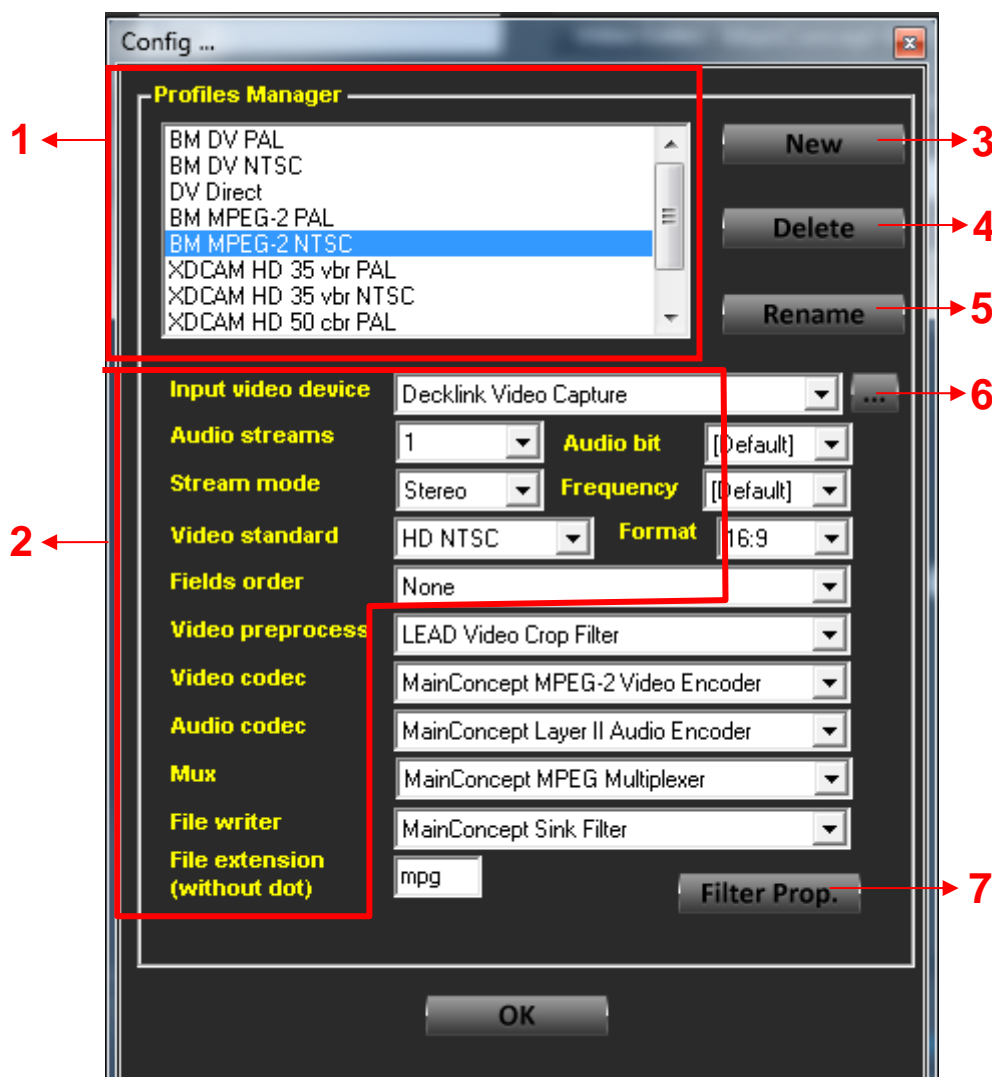 Config ...
Profiles Manager
1
BM DV PAL
BM DV NTSC
DV Direct
BM MPEG-2 PAL
BM MPEG-2 NTSC
XDCAM HD 35 vbr PAL
XDCAM HD 35 vbr NTSC
XDCAM HD 50 cbr PAL
New
3
Delete
4
Rename
5
Input video device
Decklink Video Capture
...
6
Audio streams
1
Audio bit
[Default]
Stream mode
Stereo
Frequency
[Default]
2
Video standard
HD NTSC
Format
16:9
Fields order
None
Video preprocess
LEAD Video Crop Filter
Video codec
MainConcept MPEG-2 Video Encoder
Audio codec
MainConcept Layer II Audio Encoder
Mux
MainConcept MPEG Multiplexer
File writer
MainConcept Sink Filter
File extension
(without dot)
mpg
Filter Prop.
7
OK